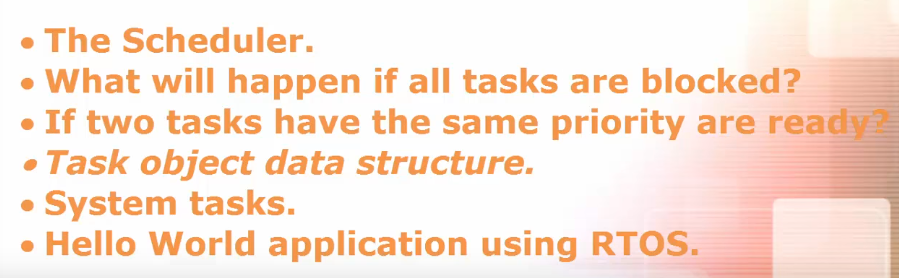 • The Scheduler.
• What will happen if all tasks are blocked?
• If two tasks have the same priority are ready?
• Task object data structure.
• System tasks.
• Hello World application using RTOS.